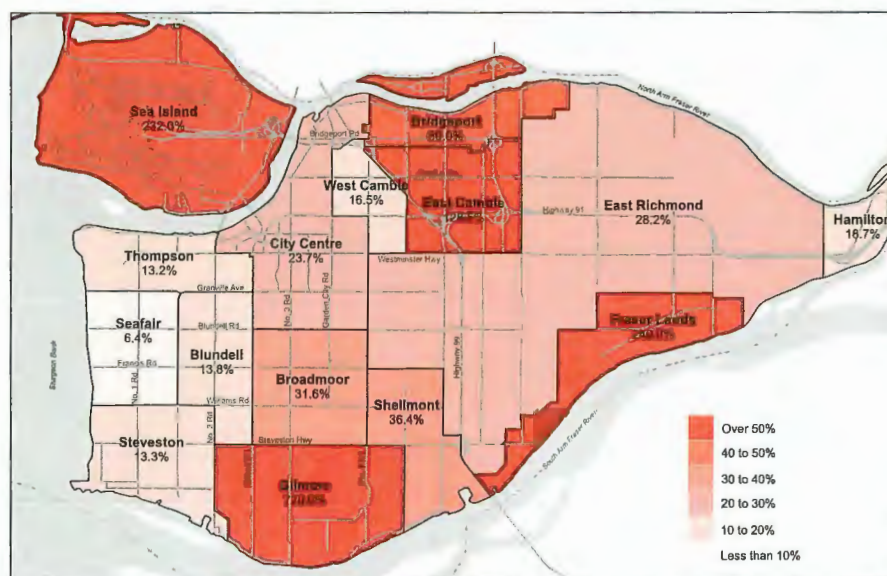 North Arm Fraser River
Sea Island
232.0%
Bridgeport Rd
Bridgeport
80.0%
West Cambie
16.5%
East Cambie
Highway 91
East Richmond
28.2%
Hamilton
16.7%
City Centre
23.7%
Thompson
13.2%
Westminster Hwy
Granville Ave
No. 3 Rd
Garden City Rd
Seafair
6.4%
Blundell Rd
Blundell
13.8%
Fraser Lands
Sturgeon Bank
Francis Rd
No. 1 Rd
Broadmoor
31.6%
Shellmont
36.4%
Highway 99
Williams Rd
No. 2 Rd
Steveston
13.3%
Steveston Hwy
South Arm Fraser River
Gilmore
Over 50%
40 to 50%
30 to 40%
20 to 30%
10 to 20%
Less than 10%